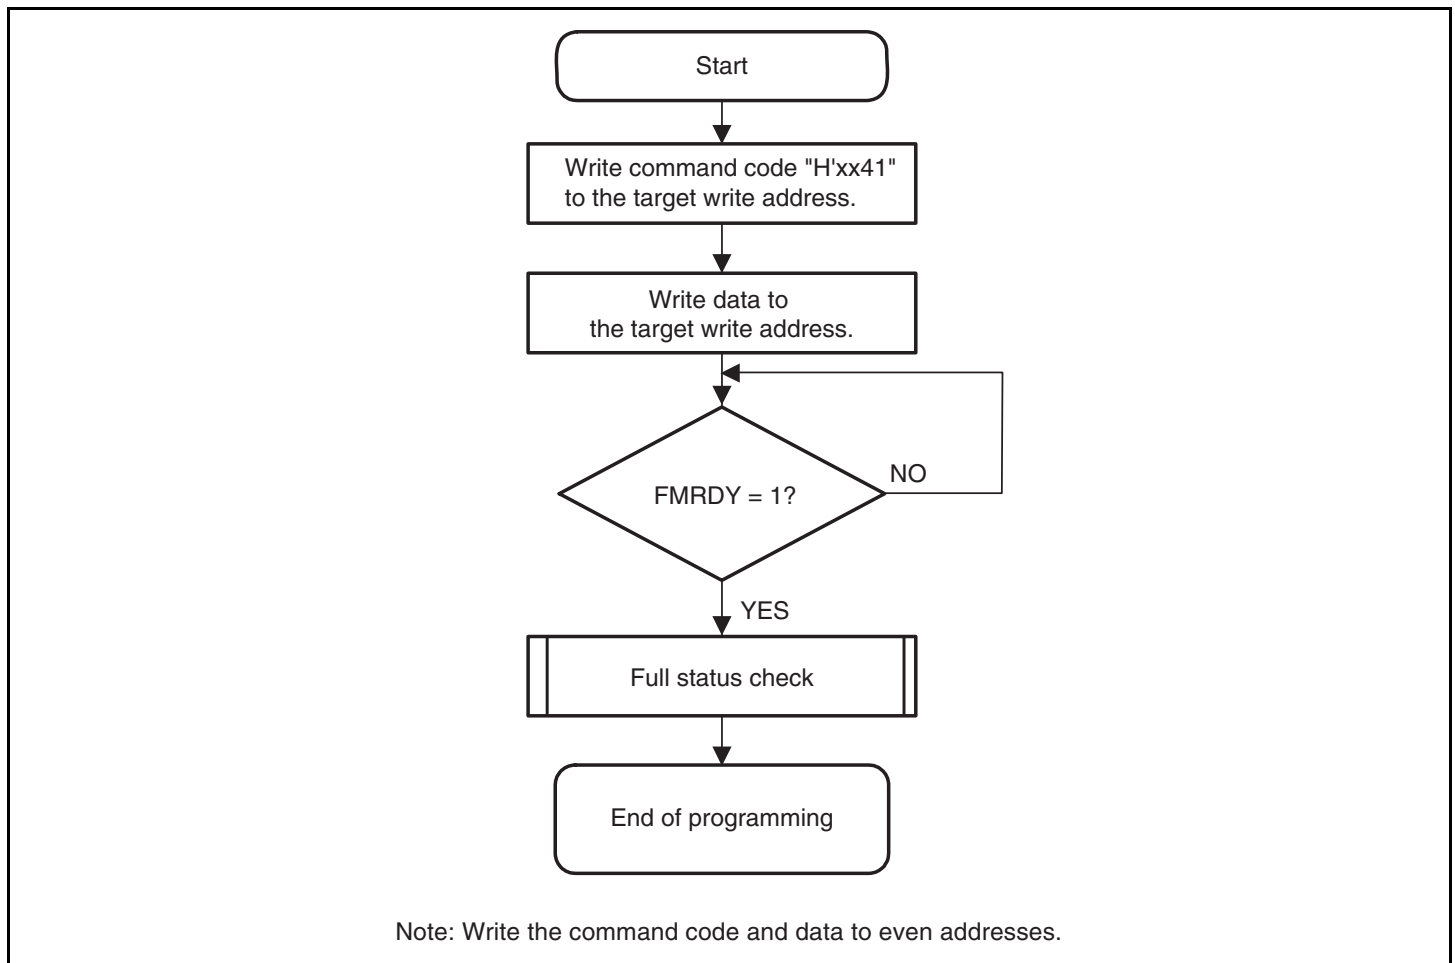 Start
Write command code "H'xx41"
to the target write address.
Write data to
the target write address.
FMRDY = 1?
NO
YES
Full status check
End of programming
Note: Write the command code and data to even addresses.